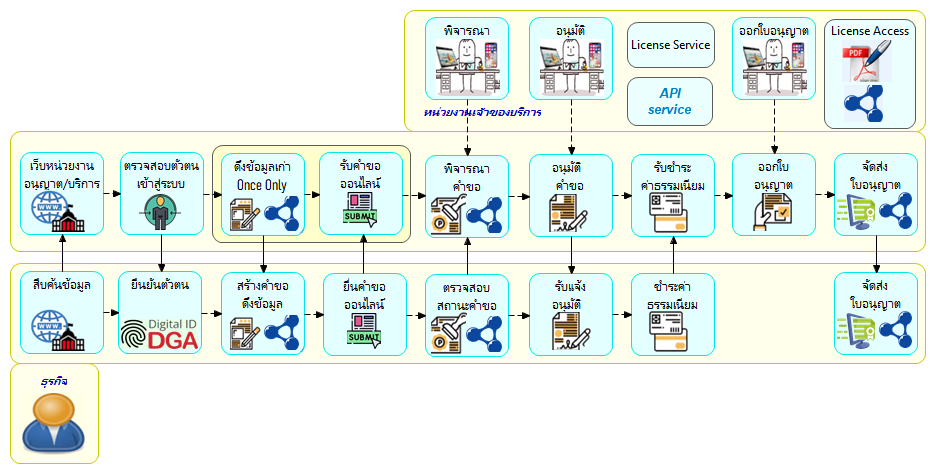 พิจารณา
อนุมัติ
License Service
API
service
ออกใบอนุญาต
License Access
PDF
หน่วยงานเจ้าของบริการ
เว็บหน่วยงาน
อนุญาต/บริการ
WWW
ตรวจสอบตัวตน
เข้าสู่ระบบ
ดึงข้อมูลเก่า
Once Only
รับคำขอ
ออนไลน์
SUBMIT
พิจารณา
คำขอ
อนุมัติ
คำขอ
รับชำระ
ค่าธรรมเนียม
ออกใบ
อนุญาต
จัดส่ง
ใบอนุญาต
สืบค้นข้อมูล
WWW
ยืนยันตัวตน
Digital ID
DGA
สร้างคำขอ
ดึงข้อมูล
ยื่นคำขอ
ออนไลน์
SUBMIT
ตรวจสอบ
สถานะคำขอ
รับแจ้ง
อนุมัติ
ชำระค่า
ธรรมเนียม
จัดส่ง
ใบอนุญาต
ธุรกิจ